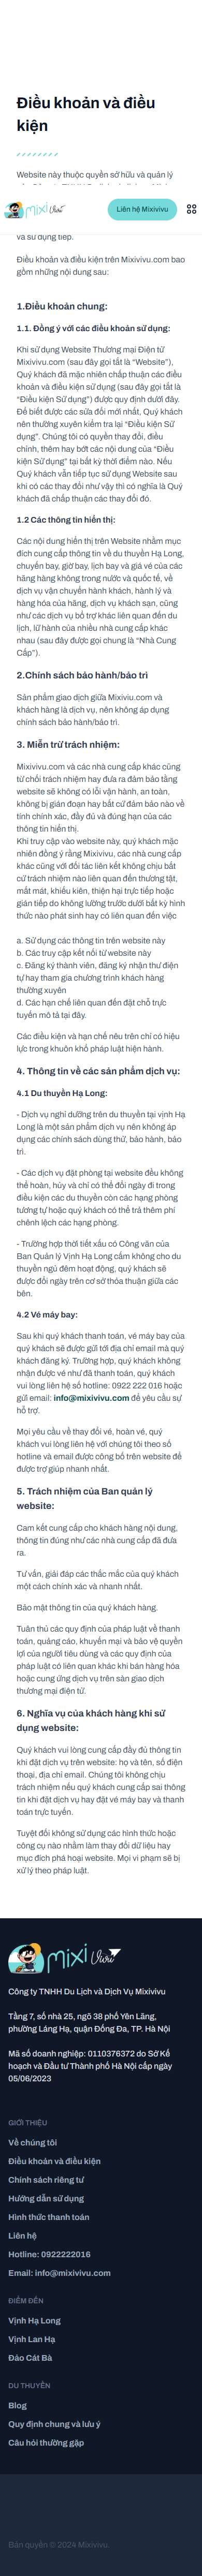 Điều khoản và điều
kiện
Website này thuộc quyền sở hữu và quản lý
mixi Vivu
Liên hệ Mixivivu
và sử dụng tiếp.
Điều khoản và điều kiện trên Mixivivu.com bao
gồm những nội dung sau:
1.Điều khoản chung:
1.1. Đồng ý với các điều khoản sử dụng:
Khi sử dụng Website Thương mại Điện tử
Mixivivu.com (sau đây gọi tắt là “Website”),
Quý khách đã mặc nhiên chấp thuận các điều
khoản và điều kiện sử dụng (sau đây gọi tắt là
“Điều kiện Sử dụng”) được quy định dưới đây.
Để biết được các sửa đổi mới nhất, Quý khách
nên thường xuyên kiểm tra lại “Điều kiện Sử
dụng”. Chúng tôi có quyền thay đổi, điều
chỉnh, thêm hay bớt các nội dung của “Điều
kiện Sử dụng” tại bất kỳ thời điểm nào. Nếu
Quý khách vẫn tiếp tục sử dụng Website sau
khi có các thay đổi như vậy thì có nghĩa là Quý
khách đã chấp thuận các thay đổi đó.
1.2 Các thông tin hiển thị:
Các nội dung hiển thị trên Website nhằm mục
đích cung cấp thông tin về du thuyền Hạ Long,
chuyến bay, giờ bay, lịch bay và giá vé của các
hãng hàng không trong nước và quốc tế, về
dịch vụ vận chuyển hành khách, hành lý và
hàng hóa của hãng, dịch vụ khách sạn, cũng
như các dịch vụ bổ trợ khác liên quan đến du
lịch, lữ hành của nhiều nhà cung cấp khác
nhau (sau đây được gọi chung là “Nhà Cung
Cấp”).
2.Chính sách bảo hành/bảo trì
Sản phẩm giao dịch giữa Mixiviu.com và
khách hàng là dịch vụ, nên không áp dụng
chính sách bảo hành/bảo trì.
3. Miễn trừ trách nhiệm:
Mixivivu.com và các nhà cung cấp khác cũng
từ chối trách nhiệm hay đưa ra đảm bảo rằng
website sẽ không có lỗi vận hành, an toàn,
không bị gián đoạn hay bất cứ đảm bảo nào về
tính chính xác, đầy đủ và đúng hạn của các
thông tin hiển thị.
Khi truy cập vào website này, quý khách mặc
nhiên đồng ý rằng Mixivivu, các nhà cung cấp
khác cùng với đối tác liên kết không chịu bất
cứ trách nhiệm nào liên quan đến thương tật,
mất mát, khiếu kiện, thiện hại trực tiếp hoặc
gián tiếp do không lường trước dưới bất kỳ hình
thức nào phát sinh hay có liên quan đến việc
a. Sử dụng các thông tin trên website này
b. Các truy cập kết nối từ website này
c. Đăng ký thành viên, đăng ký nhận thư điện
tự hay tham gia chương trình khách hàng
thường xuyên
d. Các hạn chế liên quan đến đặt chỗ trực
tuyến mô tả tại đây.
Các điều kiện và hạn chế nêu trên chỉ có hiệu
lực trong khuôn khổ pháp luật hiện hành.
4. Thông tin về các sản phẩm dịch vụ:
4.1 Du thuyền Hạ Long:
- Dịch vụ nghỉ dưỡng trên du thuyền tại vịnh Hạ
Long là một sản phẩm dịch vụ nên không áp
dụng các chính sách dùng thử, bảo hành, bảo
trì.
- Các dịch vụ đặt phòng tại website đều không
thể hoàn, hủy và chỉ có thể đổi ngày đi trong
điều kiện các du thuyền còn các hạng phòng
tương tự hoặc quý khách có thể trả thêm phí
chênh lệch các hạng phòng.
- Trường hợp thời tiết xấu có Công văn của
Ban Quản lý Vịnh Hạ Long cấm không cho du
thuyền ngủ đêm hoạt động, quý khách sẽ
được đổi ngày trên cơ sở thỏa thuận giữa các
bên.
4.2 Vé máy bay:
Sau khi quý khách thanh toán, vé máy bay của
quý khách sẽ được gửi tới địa chỉ email mà quý
khách đăng ký. Trường hợp, quý khách không
nhận được vé như đã thanh toán, quý khách
vui lòng liên hệ số hotline: 0922 222 016 hoặc
gửi email: info@mixivivu.com để yêu cầu sự
hỗ trợ.
Mọi yêu cầu về thay đổi vé, hoàn vé, quý
khách vui lòng liên hệ với chúng tôi theo số
hotline và email được công bố trên website để
được trợ giúp nhanh nhất.
5. Trách nhiệm của Ban quản lý
website:
Cam kết cung cấp cho khách hàng nội dung,
thông tin đúng như các nhà cung cấp đã đưa
ra.
Tư vấn, giải đáp các thắc mắc của quý khách
một cách chính xác và nhanh nhất.
Bảo mật thông tin của quý khách hàng.
Tuân thủ các quy định của pháp luật về thanh
toán, quảng cáo, khuyến mại và bảo vệ quyền
lợi của người tiêu dùng và các quy định của
pháp luật có liên quan khác khi bán hàng hóa
hoặc cung ứng dịch vụ trên sàn giao dịch
thương mại điện tử.
6. Nghĩa vụ của khách hàng khi sử
dụng website:
Quý khách vui lòng cung cấp đầy đủ thông tin
khi đặt dịch vụ trên website: họ và tên, số điện
thoại, địa chỉ email. Chúng tôi không chịu
trách nhiệm nếu quý khách cung cấp sai thông
tin khi đặt dịch vụ hay đặt vé máy bay và thanh
toán trực tuyến.
Tuyệt đối không sử dụng các hình thức hoặc
công cụ nào nhằm làm thay đổi dữ liệu hay
mục đích phá hoại website. Mọi vi phạm sẽ bị
xử lý theo pháp luật.
mixi Vivu
Công ty TNHH Du Lịch và Dịch Vụ Mixivivu
Tầng 7, số nhà 25, ngõ 38 phố Yên Lãng,
phường Láng Hạ, quận Đống Đa, TP. Hà Nội
Mã số doanh nghiệp: 0110376372 do Sở Kế
hoạch và Đầu tư Thành phố Hà Nội cấp ngày
05/06/2023
GIỚI THIỆU
Về chúng tôi
Điều khoản và điều kiện
Chính sách riêng tư
Hướng dẫn sử dụng
Hình thức thanh toán
Liên hệ
Hotline: 0922222016
Email: info@mixivivu.com
ĐIỂM ĐẾN
Vịnh Hạ Long
Vịnh Lan Hạ
Đảo Cát Bà
DU THUYỀN
Blog
Quy định chung và lưu ý
Câu hỏi thường gặp
Bản quyền © 2024 Mixivivu.